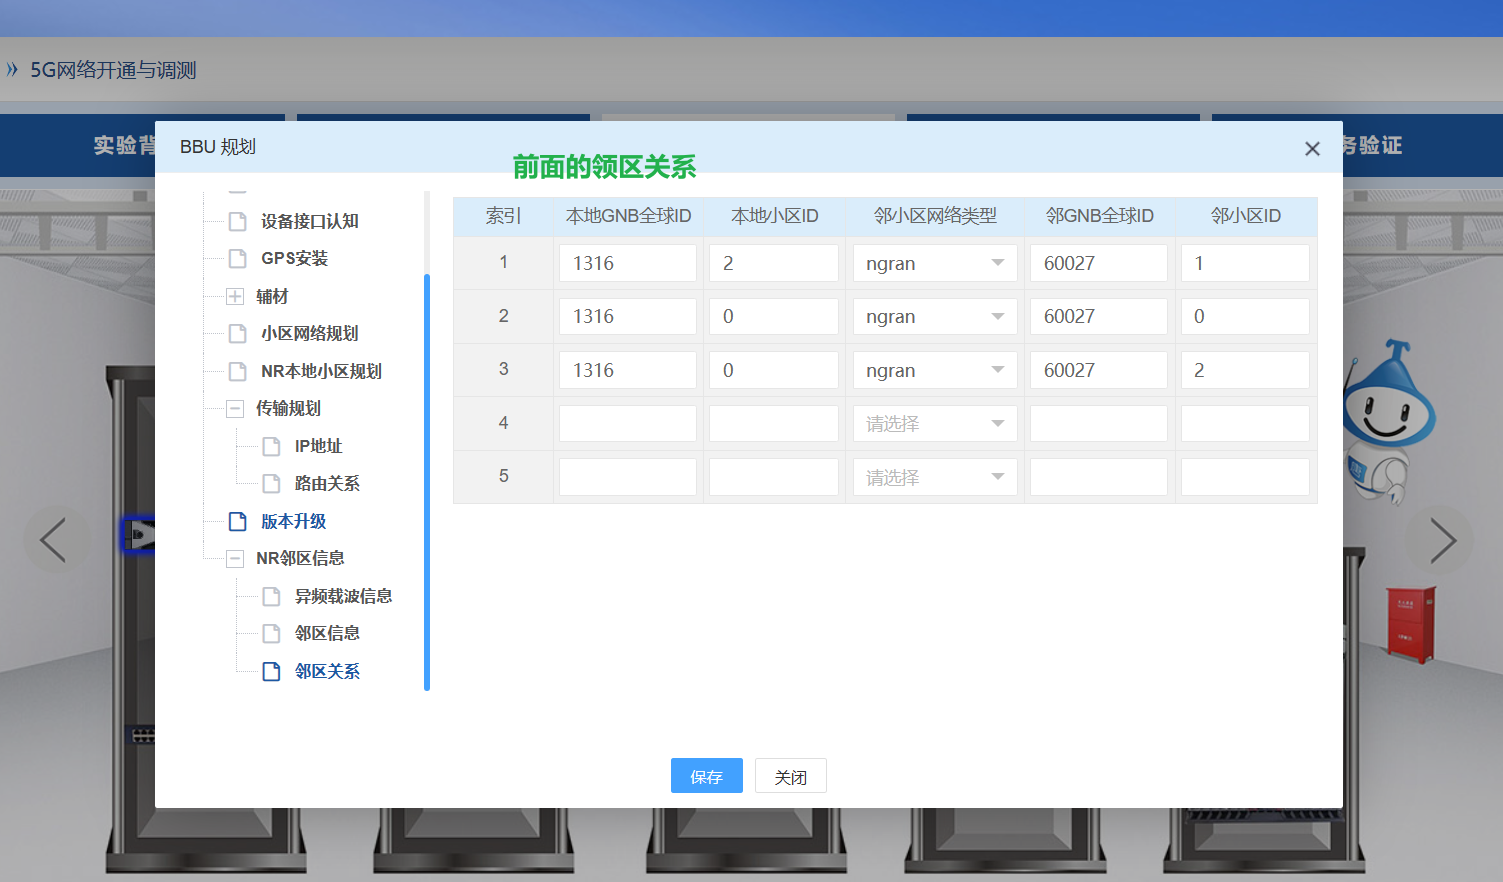 5G网络开通与调测
实验背
务验证
BBU 规划
前面的领区关系
设备接口认知
GPS安装
辅材
小区网络规划
NR本地小区规划
传输规划
IP地址
路由关系
版本升级
NR邻区信息
异频载波信息
邻区信息
邻区关系
索引 本地GNB全球ID 本地小区ID 邻小区网络类型 邻GNB全球ID 邻小区ID
1 1316 2 ngran 60027 1
2 1316 0 ngran 60027 0
3 1316 0 ngran 60027 2
4 请选择
5 请选择
保存 关闭